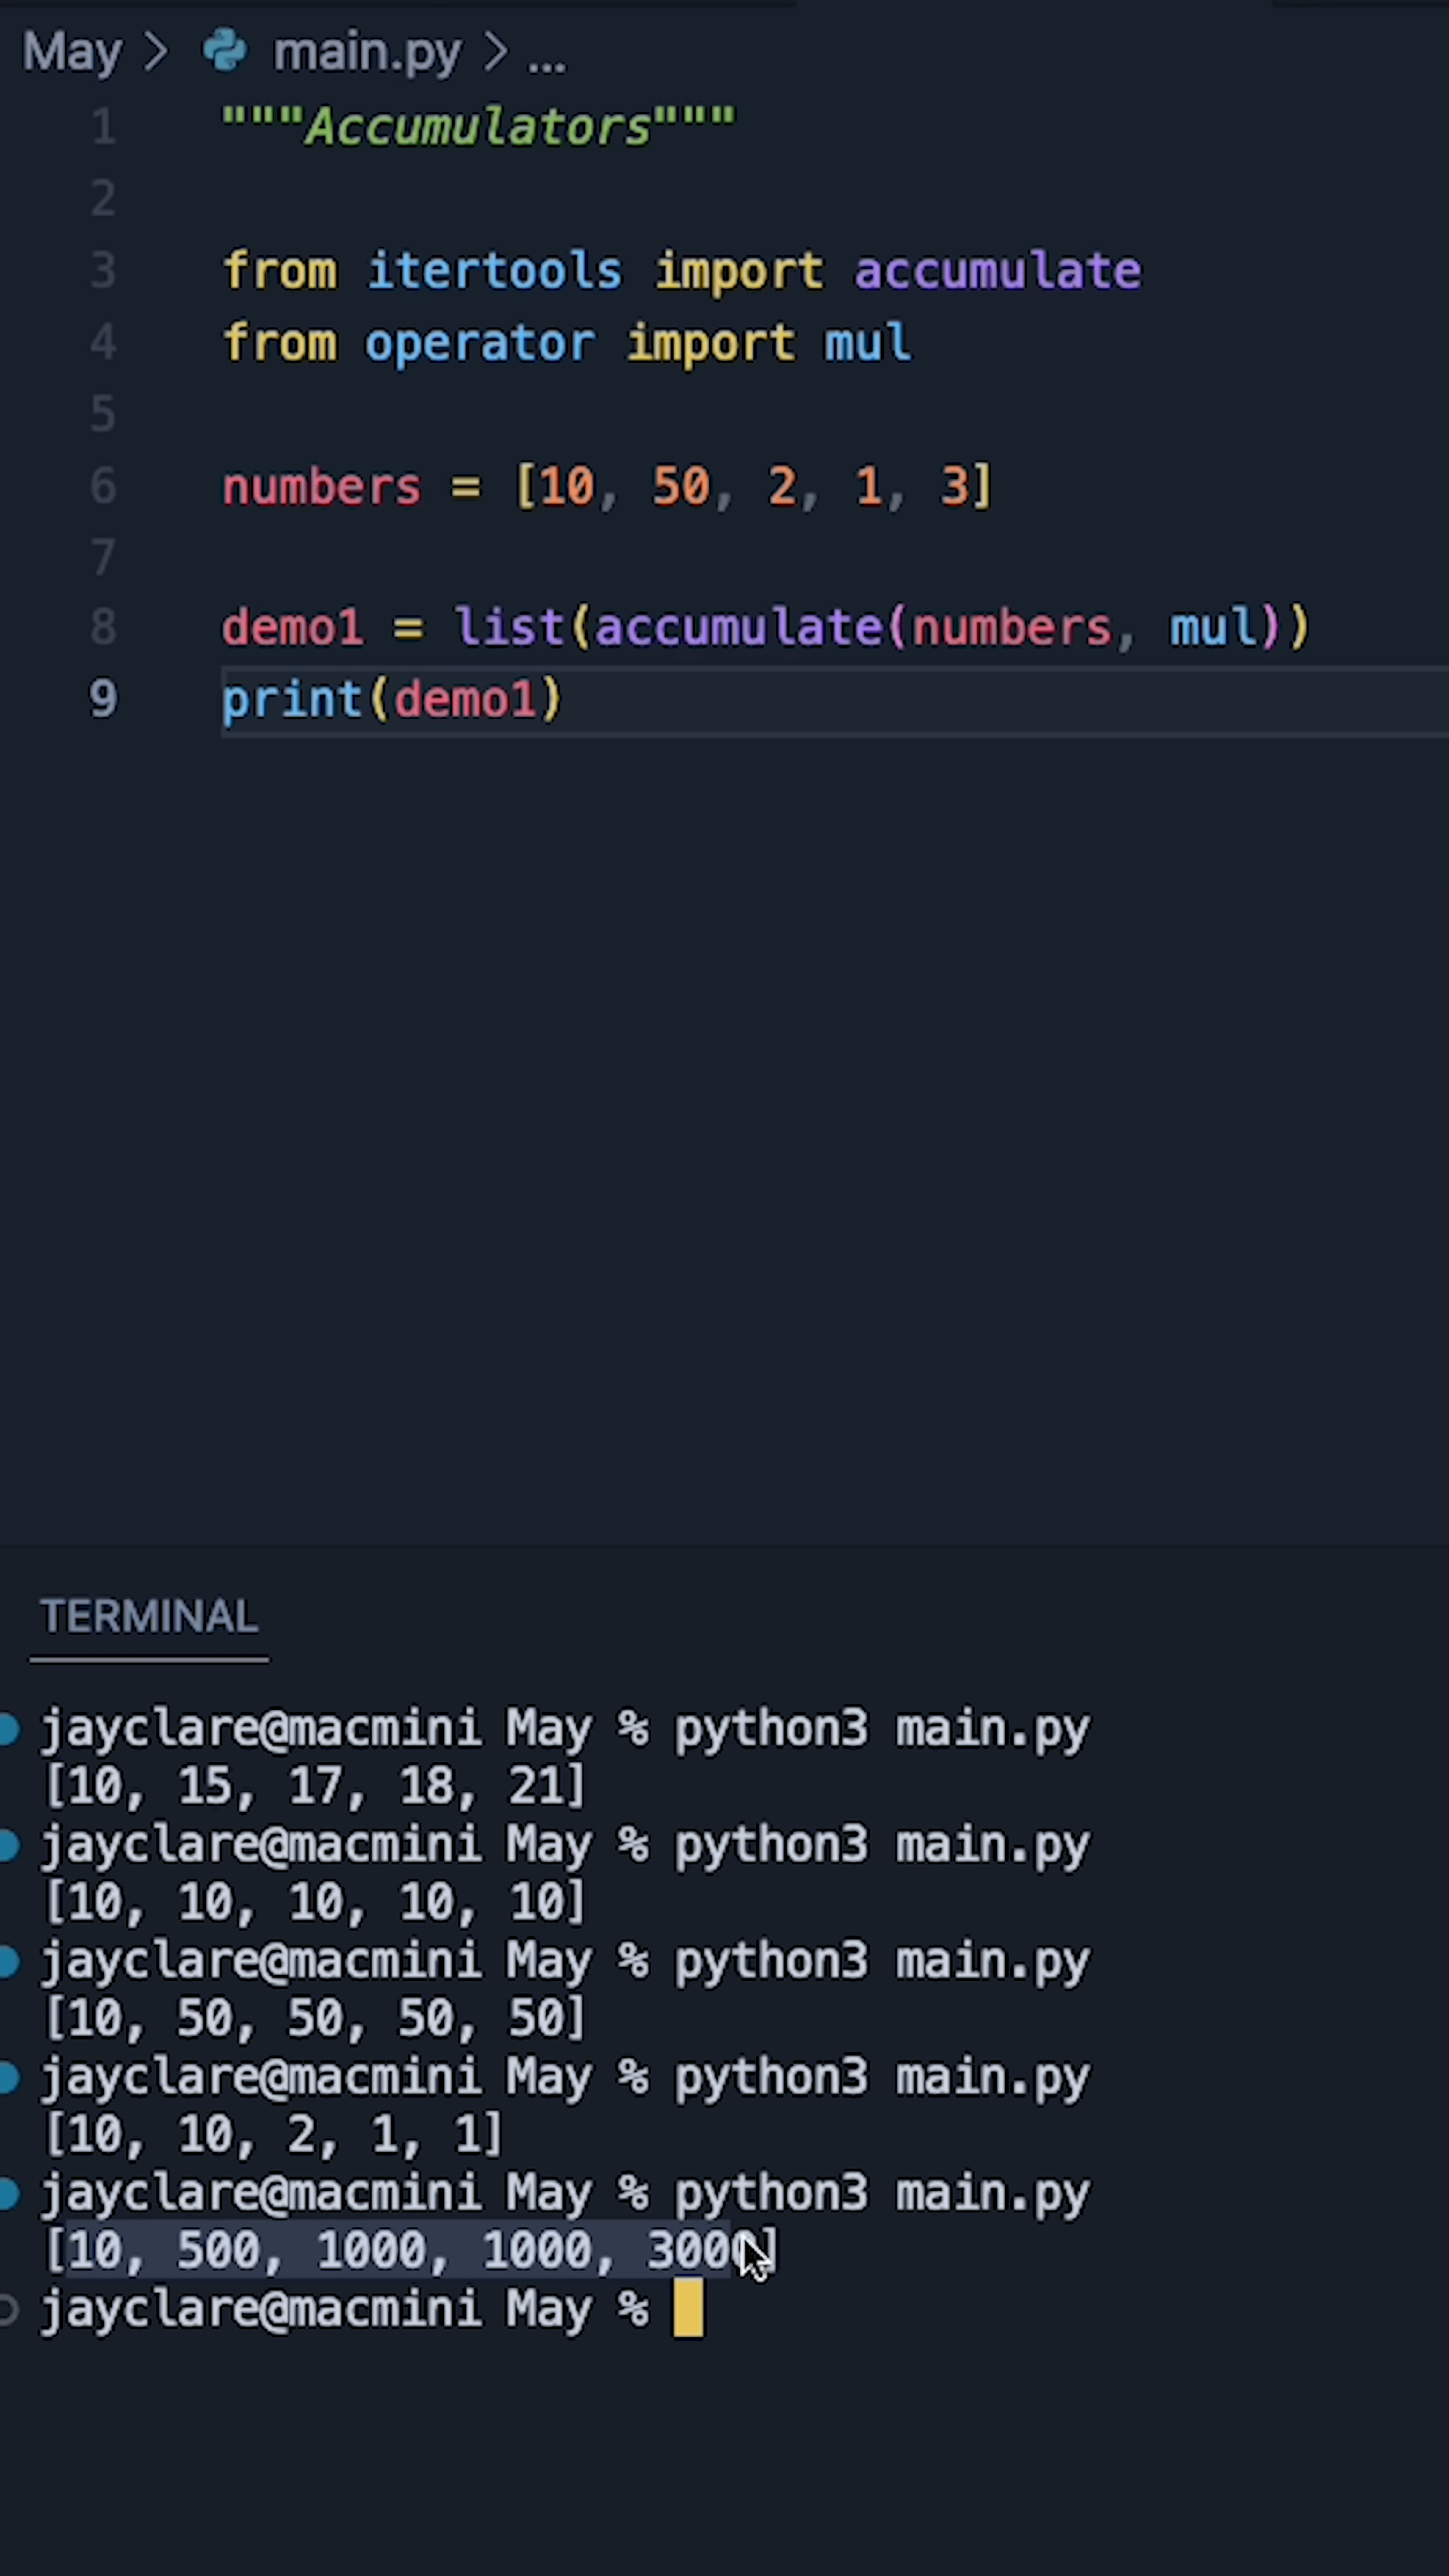 May > main.py > ...
1 """Accumulators"""
2
3 from itertools import accumulate
4 from operator import mul
5
6 numbers = [10, 50, 2, 1, 3]
7
8 demo1 = list(accumulate(numbers, mul))
9 print(demo1)
TERMINAL
jayclare@macmini May % python3 main.py
[10, 15, 17, 18, 21]
jayclare@macmini May % python3 main.py
[10, 10, 10, 10, 10]
jayclare@macmini May % python3 main.py
[10, 50, 50, 50, 50]
jayclare@macmini May % python3 main.py
[10, 10, 2, 1, 1]
jayclare@macmini May % python3 main.py
[10, 500, 1000, 1000, 3000]
jayclare@macmini May %